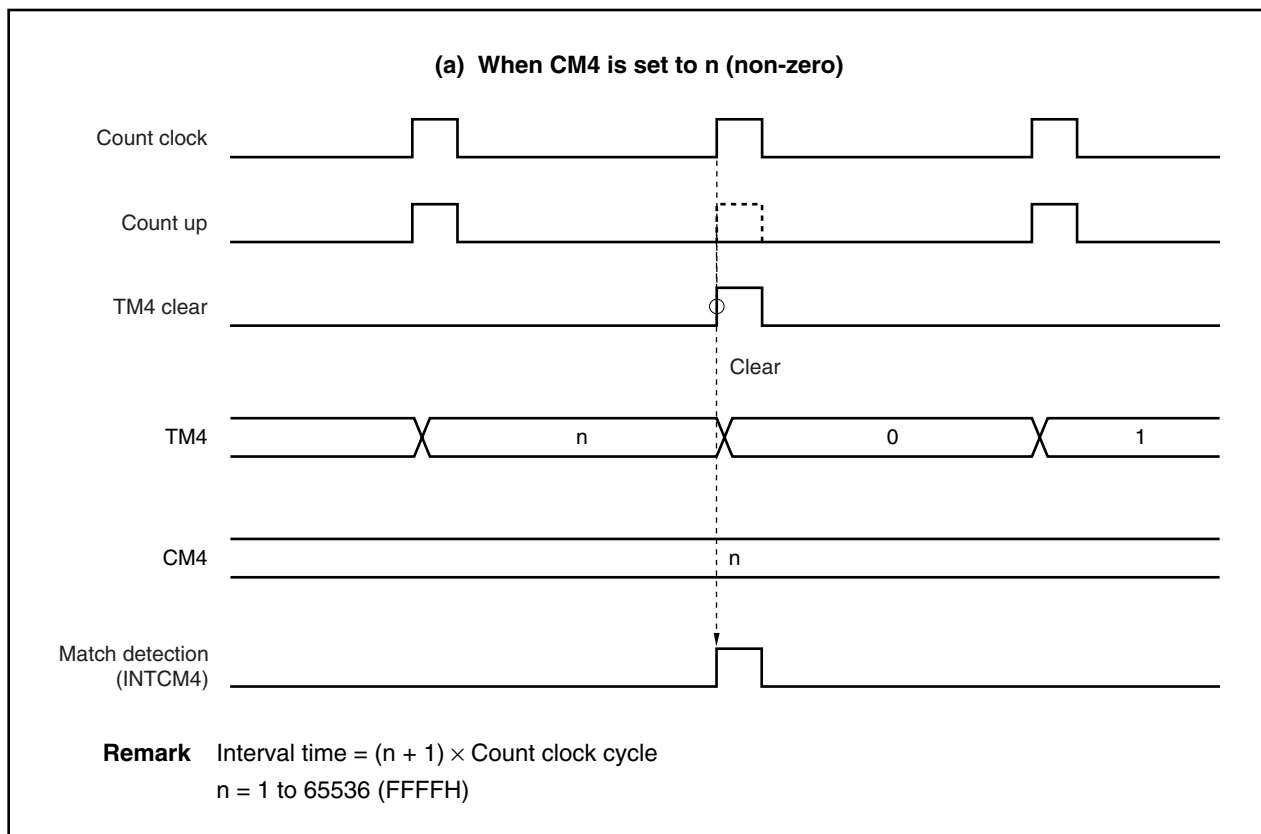 (a) When CM4 is set to n (non-zero)
Count clock
Count up
TM4 clear
Clear
TM4
n
0
1
CM4
n
Match detection
(INTCM4)
Remark Interval time = (n + 1) × Count clock cycle
n = 1 to 65536 (FFFFH)